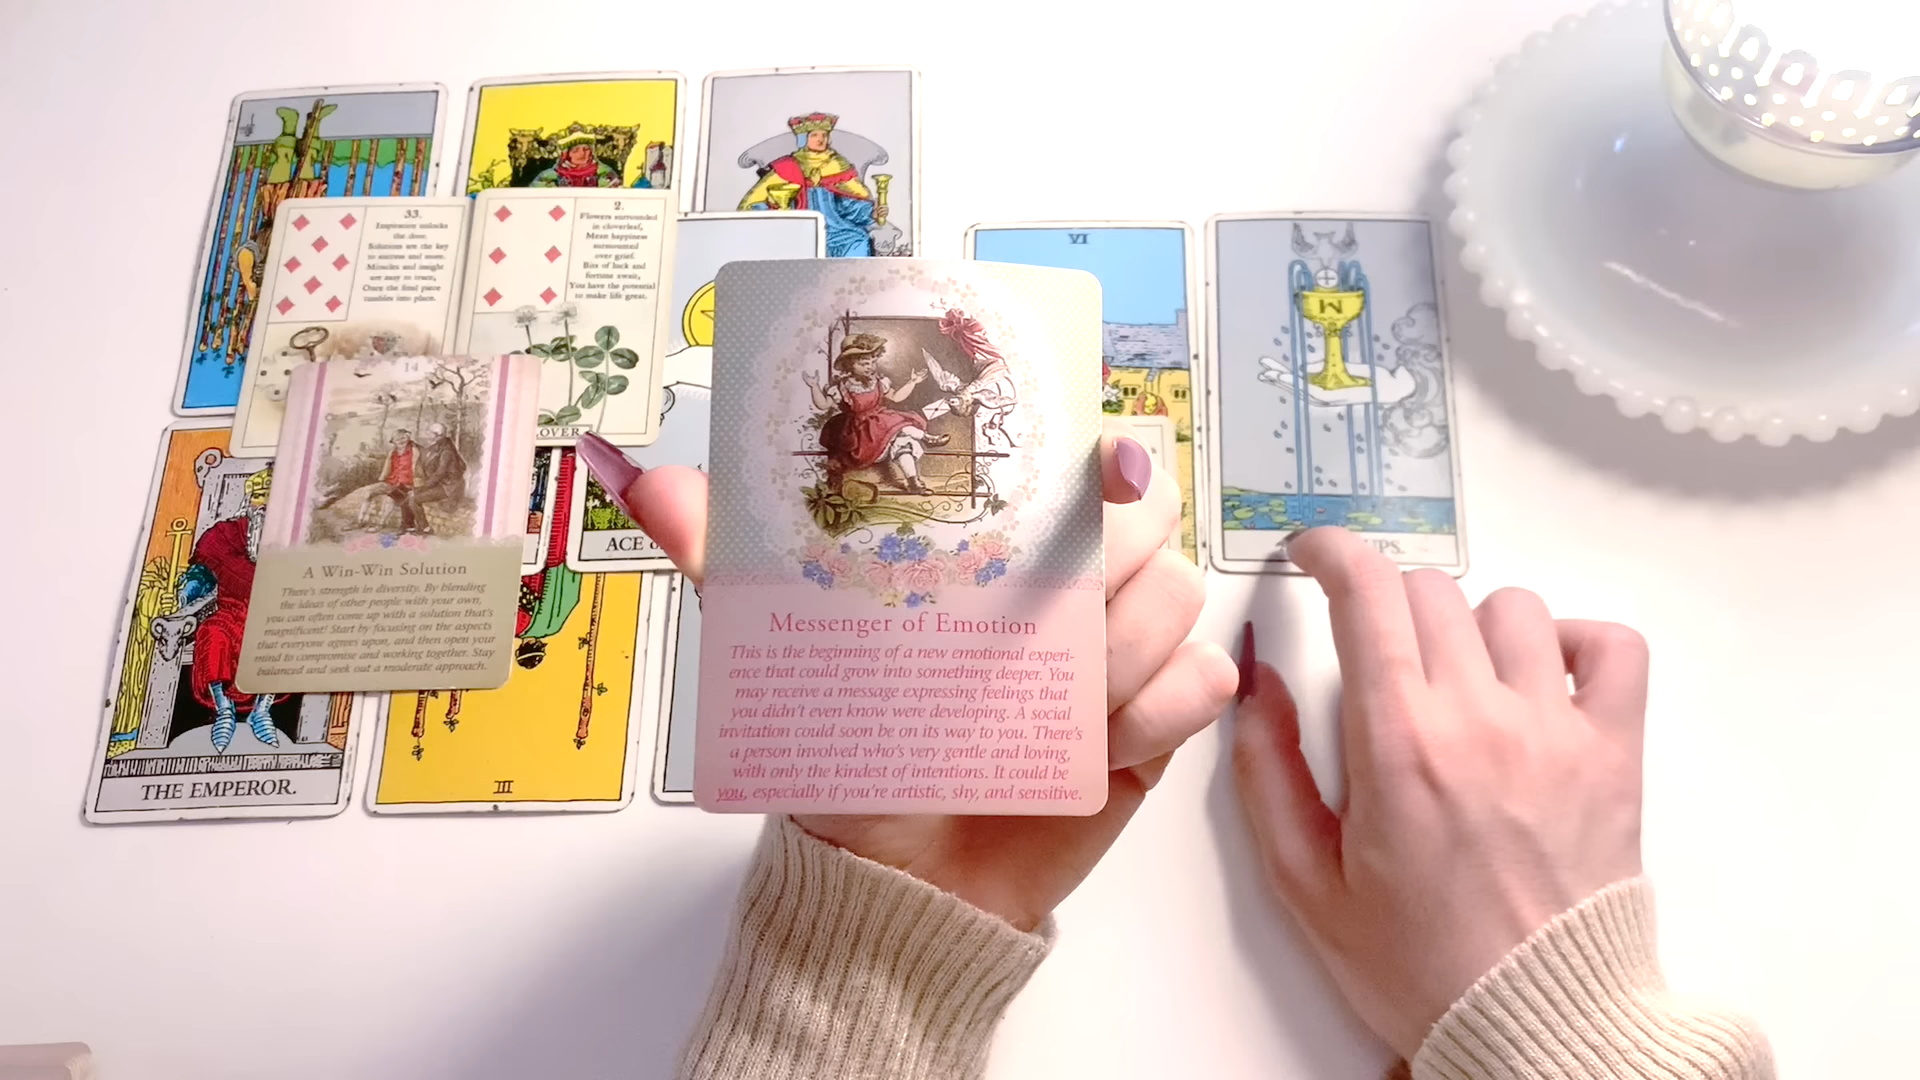 33.
Inspiration unlocks
the door.
Solutions are the key
to success and more.
Miracles and insight
are easy to train,
Once the final piece
tumbles into place.
2.
Flowers surrounded
in cloverleaf,
Mean happiness
surmounted
over grief.
Bits of luck and
fortune await,
You have the potential
to make life great.
OVER
VI
M
14
A Win-Win Solution
There's strength in diversity. By blending
the ideas of other people with your own,
you can often come up with a solution that's
magnificent! Start by focusing on the aspects
that everyone agrees upon, and then open your
mind to compromise and working together. Stay
balanced and seek out a moderate approach.
ACE
UPS.
Messenger of Emotion
This is the beginning of a new emotional experi-
ence that could grow into something deeper. You
may receive a message expressing feelings that
you didn't even know were developing. A social
invitation could soon be on its way to you. There's
a person involved who's very gentle and loving,
with only the kindest of intentions. It could be
you, especially if you're artistic, shy, and sensitive.
THE EMPEROR.
III